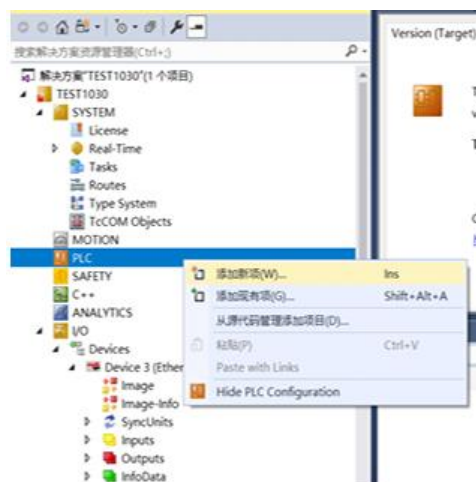 搜索解决方案资源管理器(Ctrl+;)
Version (Target)
解决方案"TEST1030"(1 个项目)
TEST1030
SYSTEM
License
Real-Time
Tasks
Routes
Type System
TcCOM Objects
MOTION
PLC
SAFETY
C++
ANALYTICS
I/O
Devices
Device 3 (Ether
Image
Image-Info
SyncUnits
Inputs
Outputs
InfoData
添加新项(W)... Ins
添加现有项(G)... Shift+Alt+A
从源代码管理添加项目(D)...
粘贴(P) Ctrl+V
Paste with Links
Hide PLC Configuration